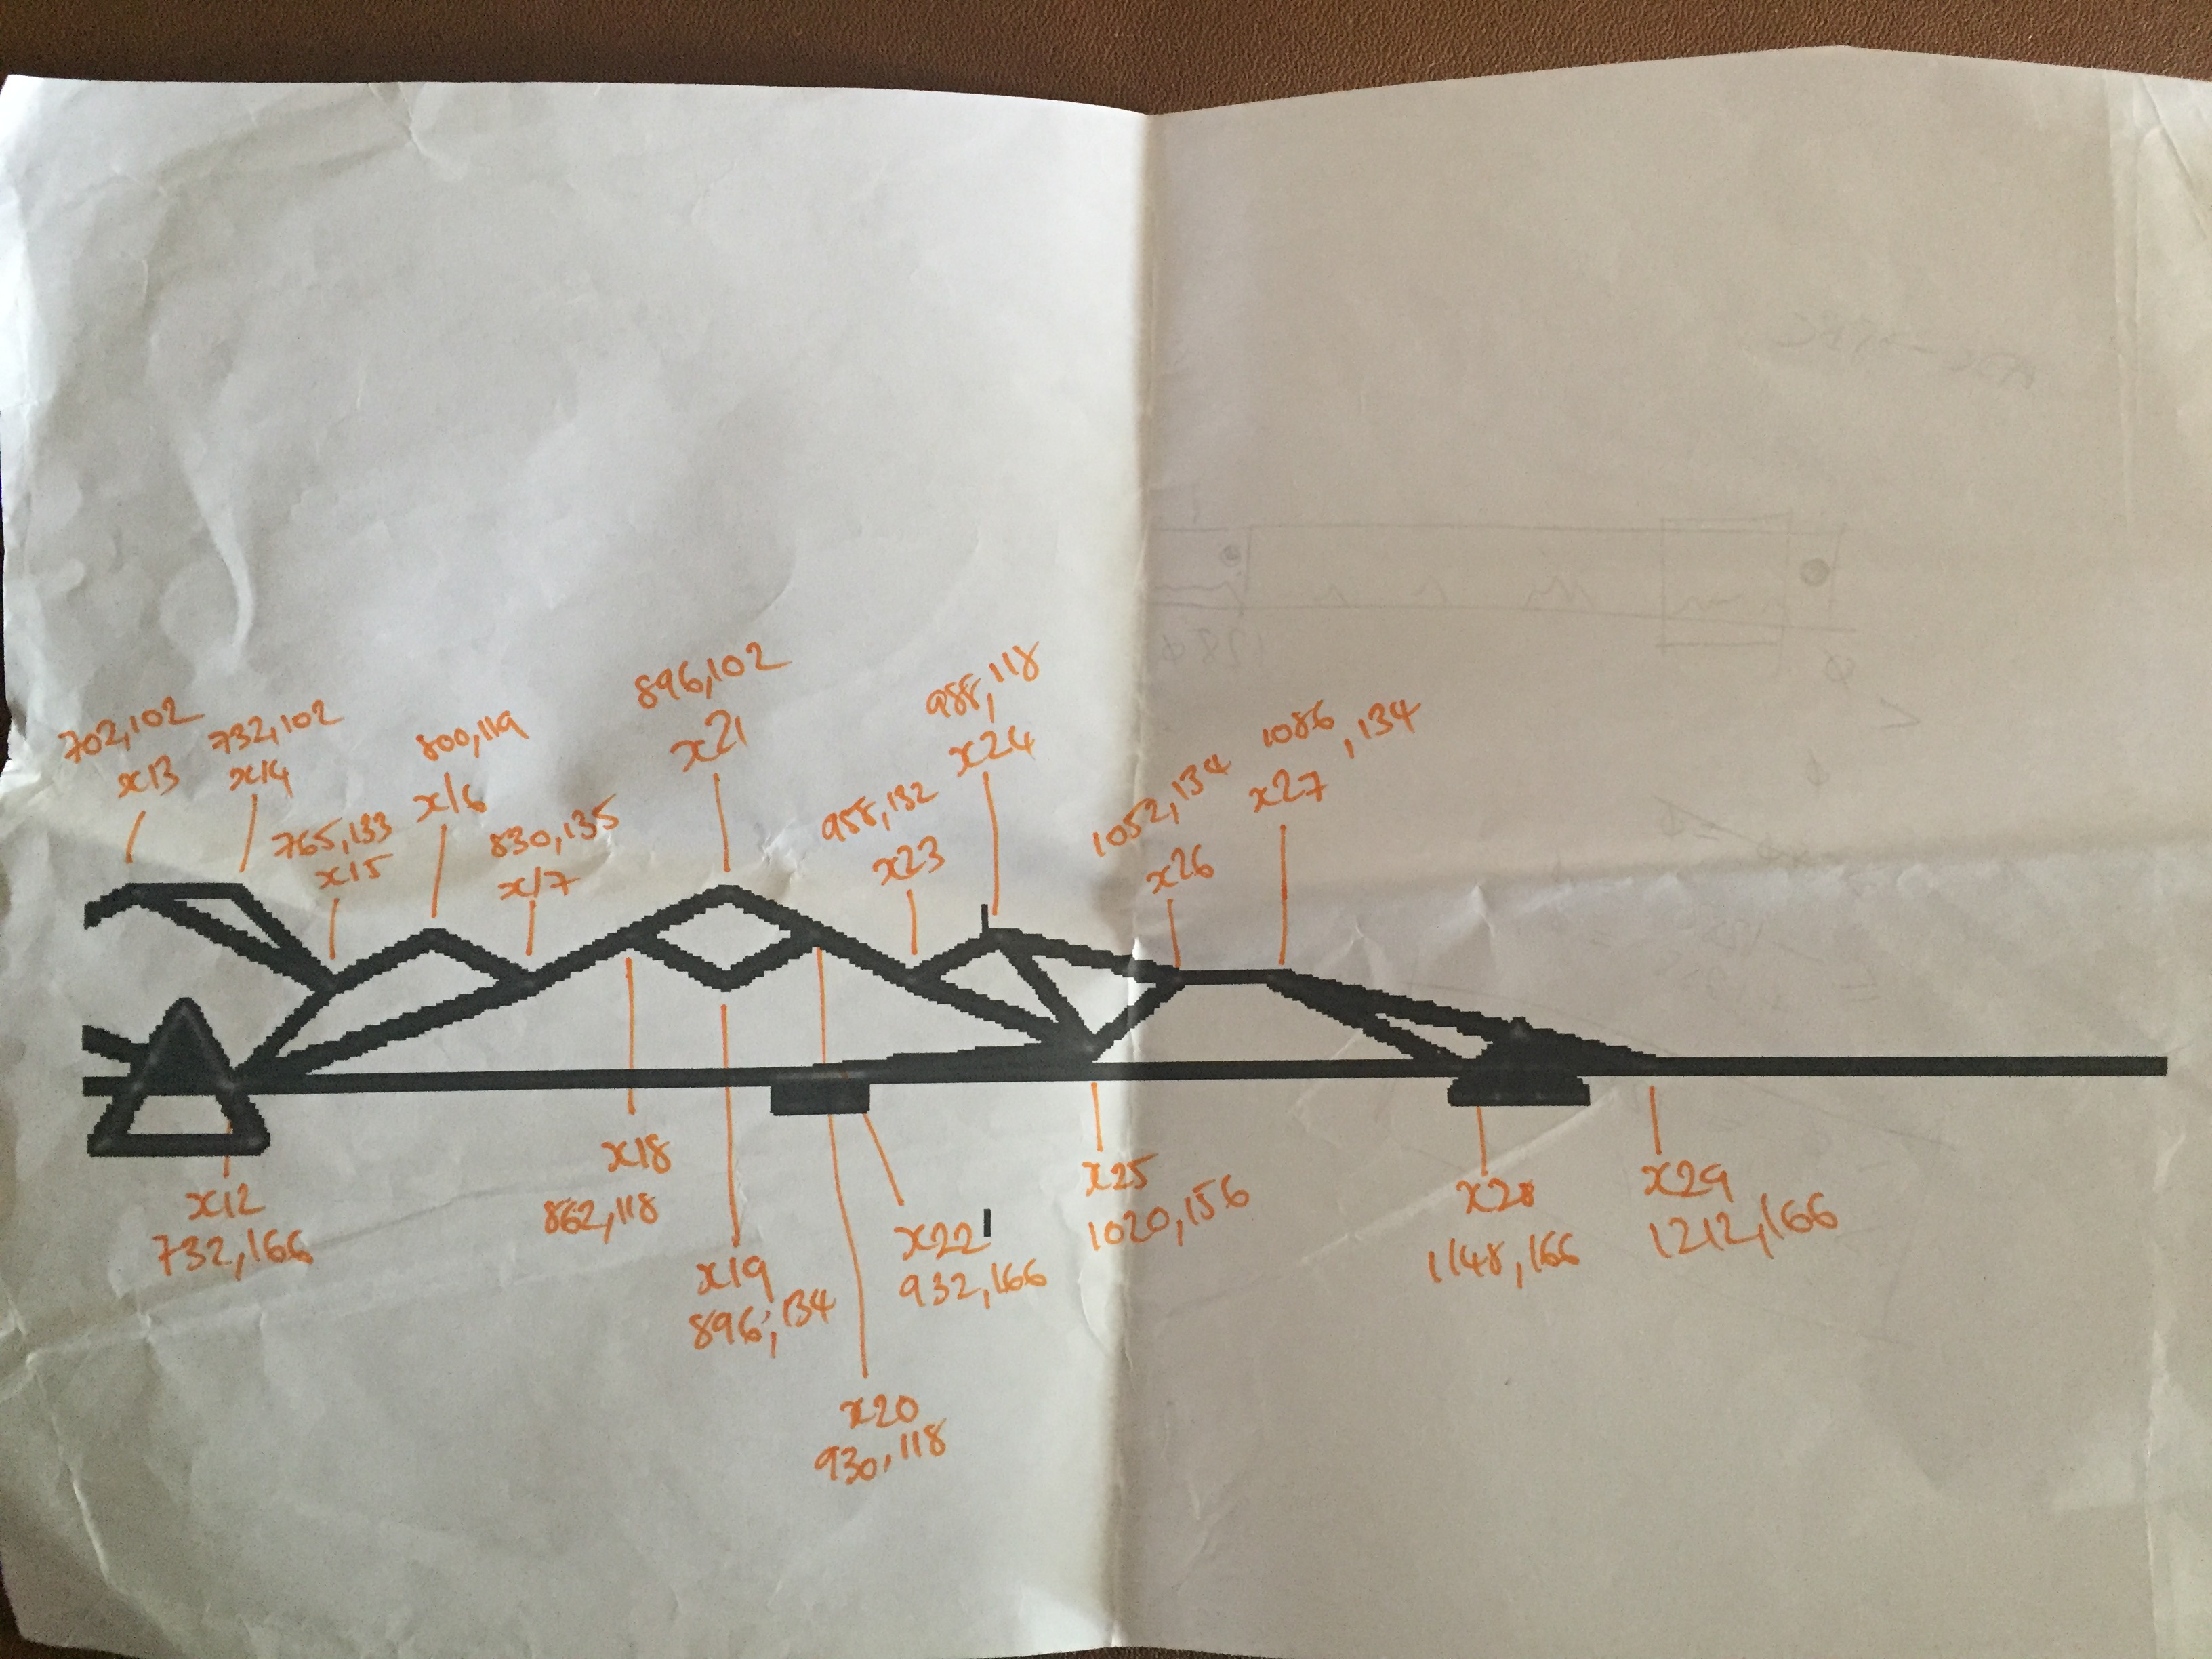 702,102
x13
732,102
x14
765,133
x15
800,119
x16
830,135
x17
896,102
x21
958,132
x23
988,118
x24
1052,134
x26
1086,134
x27
x12
732,166
x18
862,118
x19
896,134
x20
930,118
x22
932,166
x25
1020,156
x28
1148,166
x29
1212,166